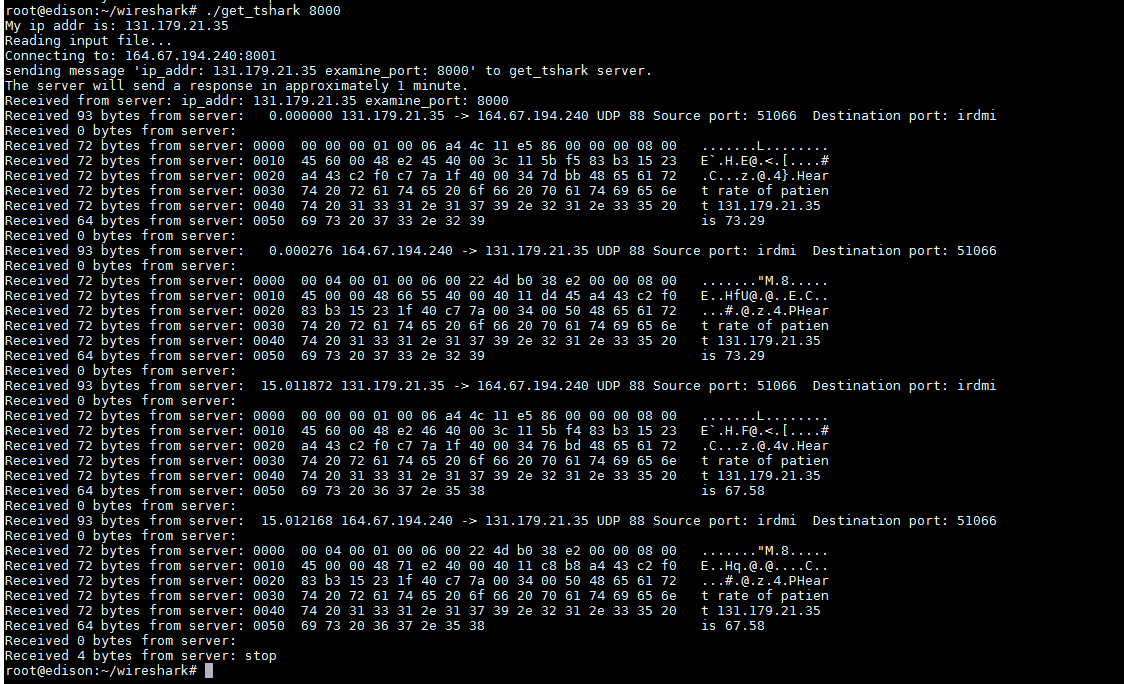 root@edison:~/wireshark# ./get_tshark 8000
My ip addr is: 131.179.21.35
Reading input file...
Connecting to: 164.67.194.240:8001
sending message 'ip_addr: 131.179.21.35 examine_port: 8000' to get_tshark server.
The server will send a response in approximately 1 minute.
Received from server: ip_addr: 131.179.21.35 examine_port: 8000
Received 93 bytes from server:   0.000000 131.179.21.35 -> 164.67.194.240 UDP 88 Source port: 51066  Destination port: irdmi
Received 0 bytes from server:
Received 72 bytes from server: 0000  00 00 00 01 00 06 a4 4c 11 e5 86 00 00 00 08 00   .......L........
Received 72 bytes from server: 0010  45 60 00 48 e2 45 40 00 3c 11 5b f5 83 b3 15 23   E`.H.E@.<.[....#
Received 72 bytes from server: 0020  a4 43 c2 f0 c7 7a 1f 40 00 34 7d bb 48 65 61 72   .C...z.@.4}.Hear
Received 72 bytes from server: 0030  74 20 72 61 74 65 20 6f 66 20 70 61 74 69 65 6e   t rate of patien
Received 72 bytes from server: 0040  74 20 31 33 31 2e 31 37 39 2e 32 31 2e 33 35 20   t 131.179.21.35
Received 64 bytes from server: 0050  69 73 20 37 33 2e 32 39                           is 73.29
Received 0 bytes from server:
Received 93 bytes from server:   0.000276 164.67.194.240 -> 131.179.21.35 UDP 88 Source port: irdmi  Destination port: 51066
Received 0 bytes from server:
Received 72 bytes from server: 0000  00 04 00 01 00 06 00 22 4d b0 38 e2 00 00 08 00   ......."M.8.....
Received 72 bytes from server: 0010  45 00 00 48 66 55 40 00 40 11 d4 45 a4 43 c2 f0   E..HfU@.@..E.C..
Received 72 bytes from server: 0020  83 b3 15 23 1f 40 c7 7a 00 34 00 50 48 65 61 72   ...#.@.z.4.PHear
Received 72 bytes from server: 0030  74 20 72 61 74 65 20 6f 66 20 70 61 74 69 65 6e   t rate of patien
Received 72 bytes from server: 0040  74 20 31 33 31 2e 31 37 39 2e 32 31 2e 33 35 20   t 131.179.21.35
Received 64 bytes from server: 0050  69 73 20 37 33 2e 32 39                           is 73.29
Received 0 bytes from server:
Received 93 bytes from server:  15.011872 131.179.21.35 -> 164.67.194.240 UDP 88 Source port: 51066  Destination port: irdmi
Received 0 bytes from server:
Received 72 bytes from server: 0000  00 00 00 01 00 06 a4 4c 11 e5 86 00 00 00 08 00   .......L........
Received 72 bytes from server: 0010  45 60 00 48 e2 46 40 00 3c 11 5b f4 83 b3 15 23   E`.H.F@.<.[....#
Received 72 bytes from server: 0020  a4 43 c2 f0 c7 7a 1f 40 00 34 76 bd 48 65 61 72   .C...z.@.4v.Hear
Received 72 bytes from server: 0030  74 20 72 61 74 65 20 6f 66 20 70 61 74 69 65 6e   t rate of patien
Received 72 bytes from server: 0040  74 20 31 33 31 2e 31 37 39 2e 32 31 2e 33 35 20   t 131.179.21.35
Received 64 bytes from server: 0050  69 73 20 36 37 2e 35 38                           is 67.58
Received 0 bytes from server:
Received 93 bytes from server:  15.012168 164.67.194.240 -> 131.179.21.35 UDP 88 Source port: irdmi  Destination port: 51066
Received 0 bytes from server:
Received 72 bytes from server: 0000  00 04 00 01 00 06 00 22 4d b0 38 e2 00 00 08 00   ......."M.8.....
Received 72 bytes from server: 0010  45 00 00 48 71 e2 40 00 40 11 c8 b8 a4 43 c2 f0   E..Hq.@.@....C..
Received 72 bytes from server: 0020  83 b3 15 23 1f 40 c7 7a 00 34 00 50 48 65 61 72   ...#.@.z.4.PHear
Received 72 bytes from server: 0030  74 20 72 61 74 65 20 6f 66 20 70 61 74 69 65 6e   t rate of patien
Received 72 bytes from server: 0040  74 20 31 33 31 2e 31 37 39 2e 32 31 2e 33 35 20   t 131.179.21.35
Received 64 bytes from server: 0050  69 73 20 36 37 2e 35 38                           is 67.58
Received 0 bytes from server:
Received 4 bytes from server: stop
root@edison:~/wireshark#